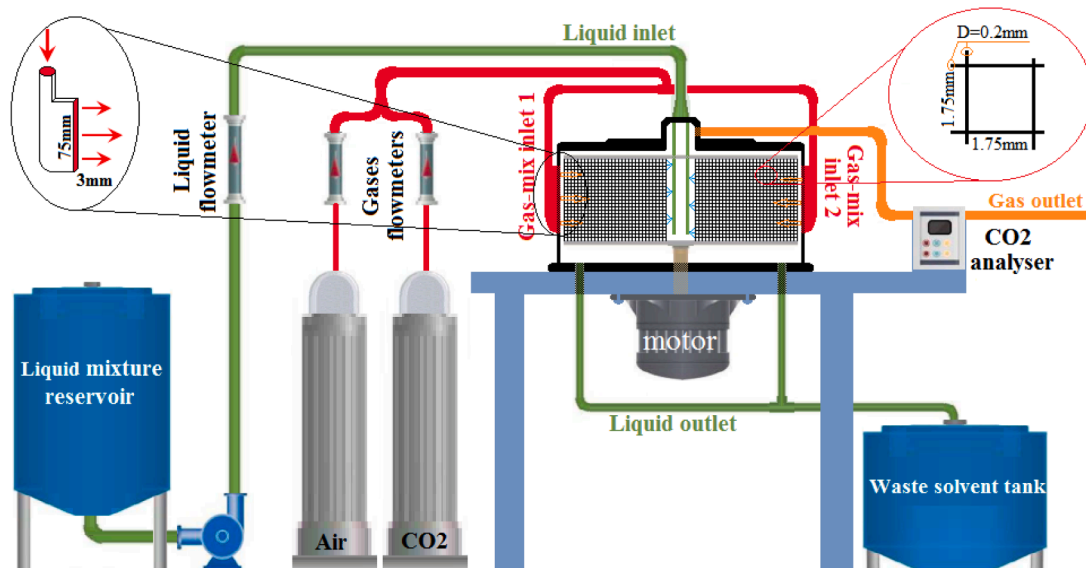 Liquid inlet
D=0.2mm
1.75mm
1.75mm
75mm
3mm
Liquid
flowmeter
Gases
flowmeters
Gas-mix inlet 1
Gas-mix
inlet 2
Gas outlet
CO2
analyser
motor
Liquid mixture
reservoir
Liquid outlet
Waste solvent tank
Air
CO2